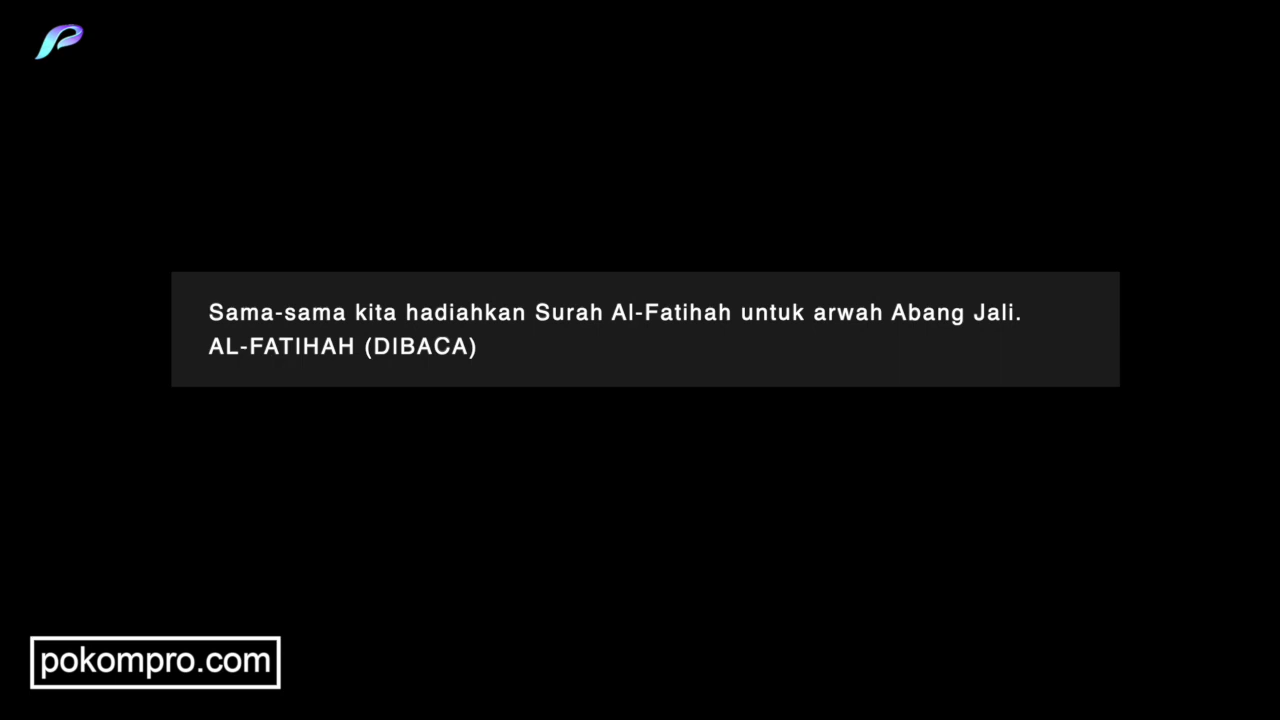 Sama-sama kita hadiahkan Surah Al-Fatihah untuk arwah Abang Jali.
AL-FATIHAH (DIBACA)
pokompro.com